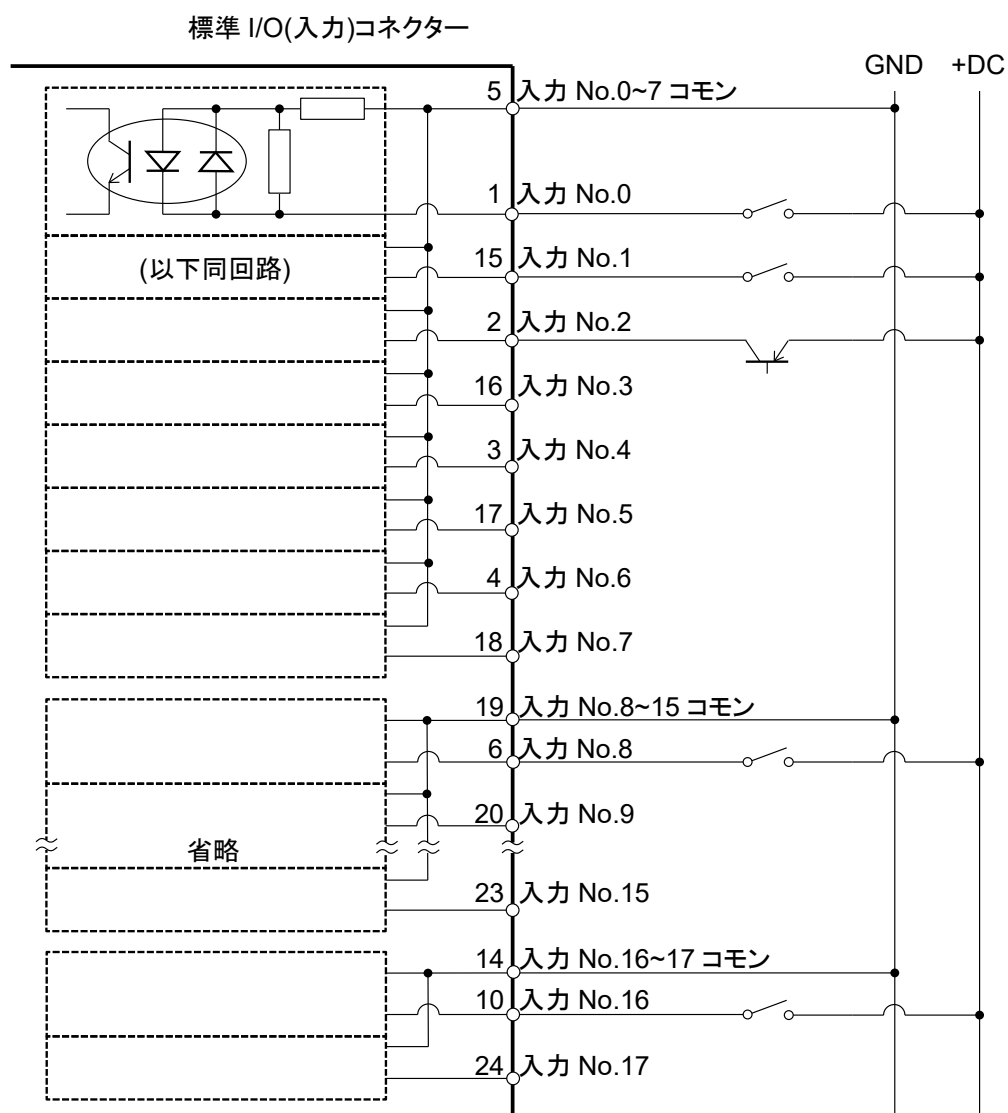 標準 I/O(入力)コネクター
GND +DC
5 入力 No.0~7 コモン
1 入力 No.0
(以下同回路)
15 入力 No.1
2 入力 No.2
16 入力 No.3
3 入力 No.4
17 入力 No.5
4 入力 No.6
18 入力 No.7
19 入力 No.8~15 コモン
6 入力 No.8
20 入力 No.9
省略
23 入力 No.15
14 入力 No.16~17 コモン
10 入力 No.16
24 入力 No.17